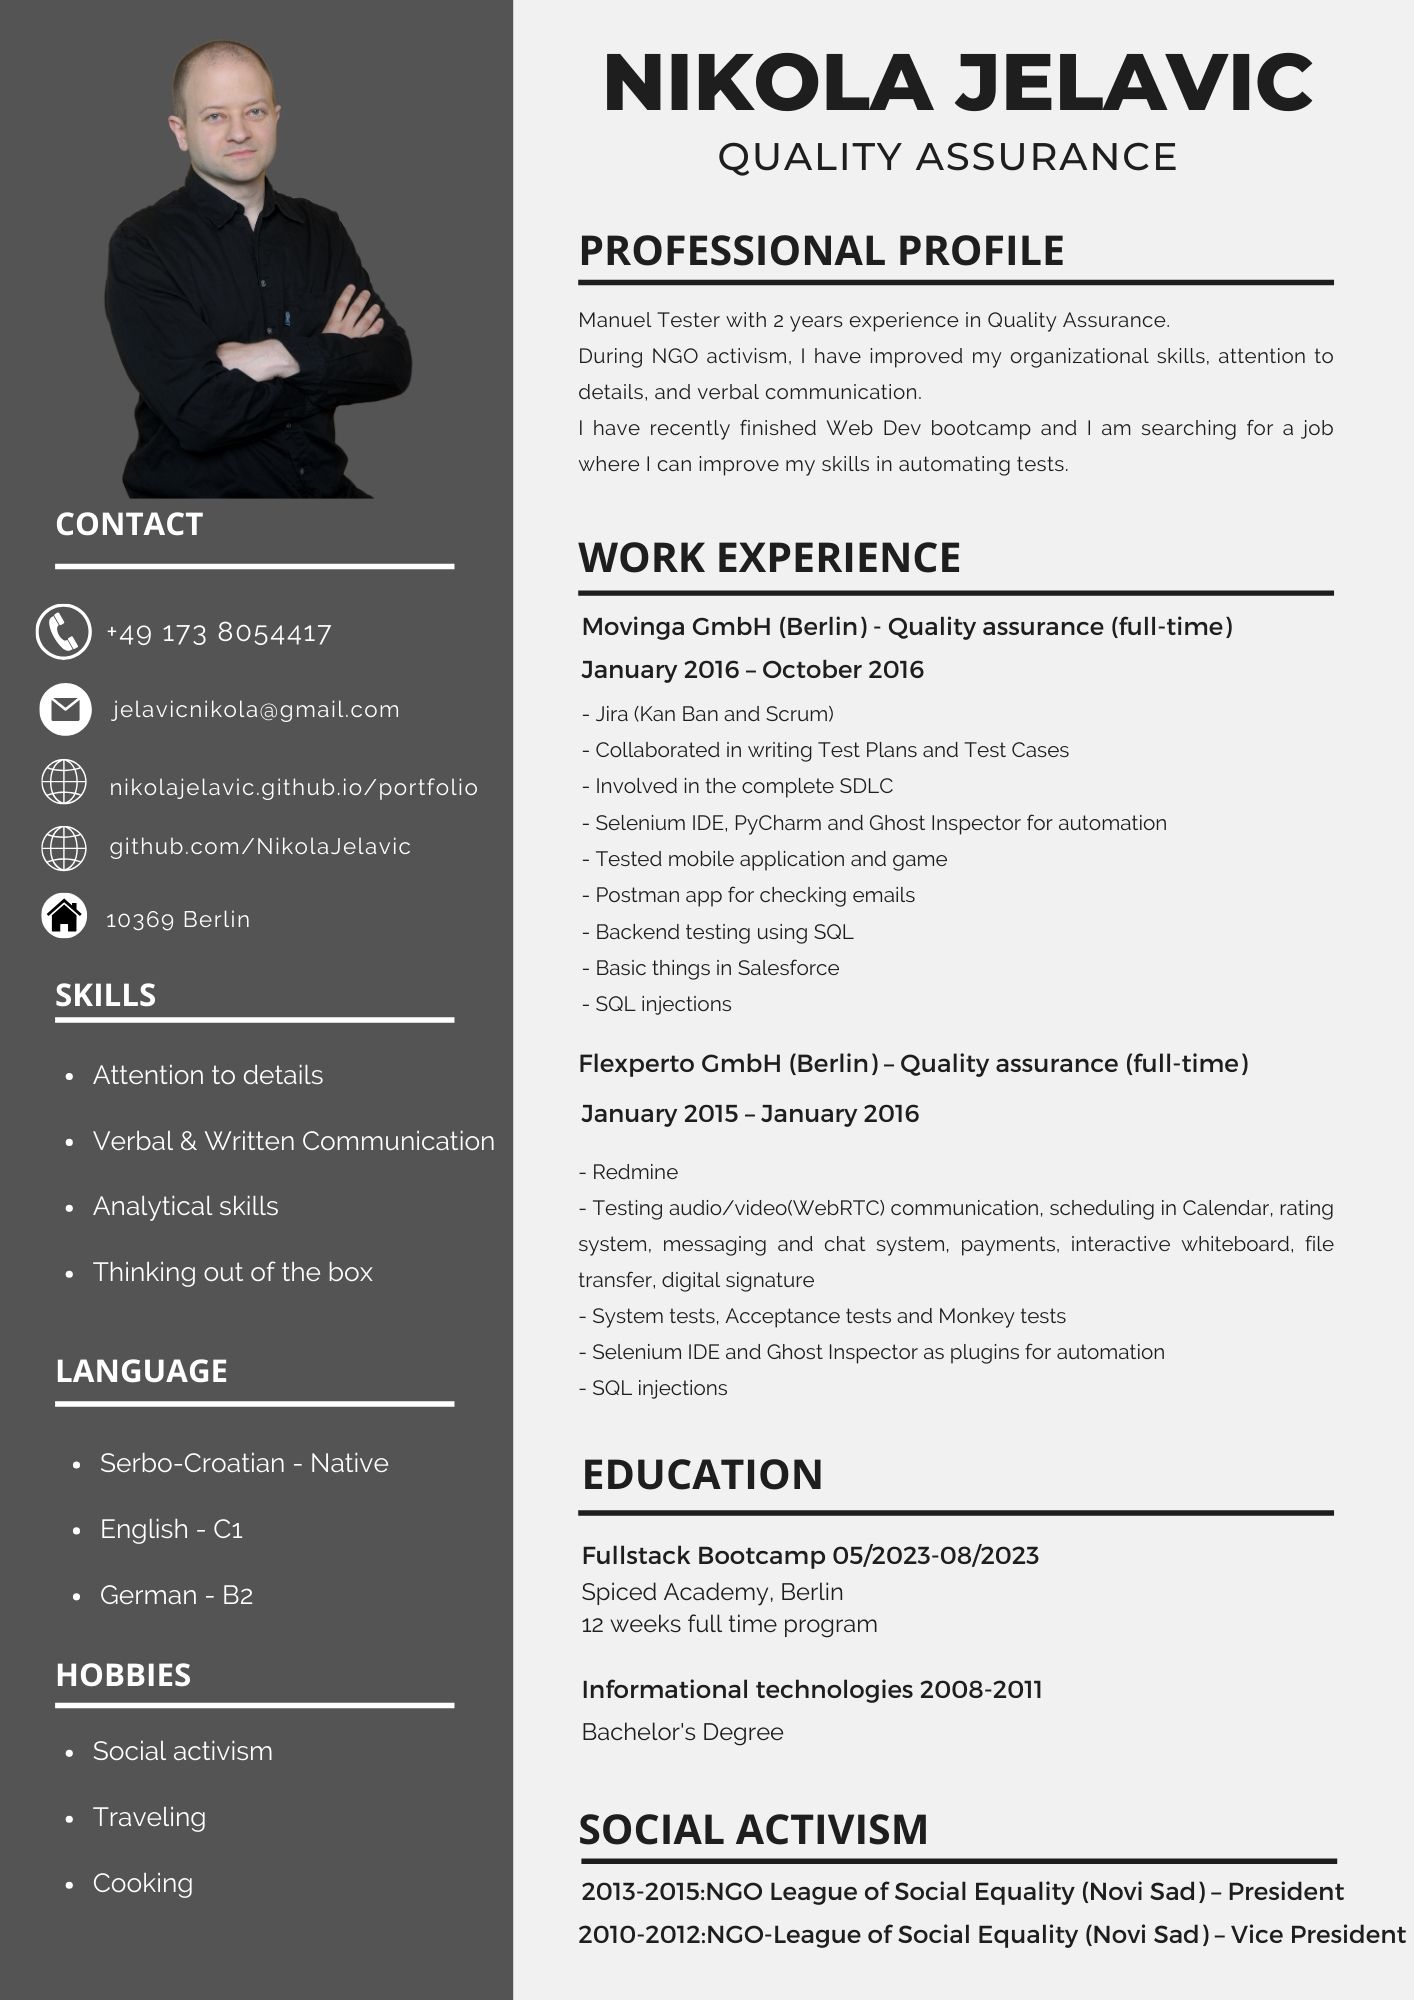 NIKOLA JELAVIC
QUALITY ASSURANCE
CONTACT
+49 173 8054417
jelavicnikola@gmail.com
nikolajelavic.github.io/portfolio
github.com/NikolaJelavic
10369 Berlin
SKILLS
• Attention to details
• Verbal & Written Communication
• Analytical skills
• Thinking out of the box
LANGUAGE
• Serbo-Croatian - Native
• English - C1
• German - B2
HOBBIES
• Social activism
• Traveling
• Cooking
PROFESSIONAL PROFILE
Manuel Tester with 2 years experience in Quality Assurance.
During NGO activism, I have improved my organizational skills, attention to
details, and verbal communication.
I have recently finished Web Dev bootcamp and I am searching for a job
where I can improve my skills in automating tests.
WORK EXPERIENCE
Movinga GmbH (Berlin) - Quality assurance (full-time)
January 2016 – October 2016
- Jira (Kan Ban and Scrum)
- Collaborated in writing Test Plans and Test Cases
- Involved in the complete SDLC
- Selenium IDE, PyCharm and Ghost Inspector for automation
- Tested mobile application and game
- Postman app for checking emails
- Backend testing using SQL
- Basic things in Salesforce
- SQL injections
Flexperto GmbH (Berlin) – Quality assurance (full-time)
January 2015 – January 2016
- Redmine
- Testing audio/video(WebRTC) communication, scheduling in Calendar, rating
system, messaging and chat system, payments, interactive whiteboard, file
transfer, digital signature
- System tests, Acceptance tests and Monkey tests
- Selenium IDE and Ghost Inspector as plugins for automation
- SQL injections
EDUCATION
Fullstack Bootcamp 05/2023-08/2023
Spiced Academy, Berlin
12 weeks full time program
Informational technologies 2008-2011
Bachelor's Degree
SOCIAL ACTIVISM
2013-2015:NGO League of Social Equality (Novi Sad) – President
2010-2012:NGO-League of Social Equality (Novi Sad) – Vice President